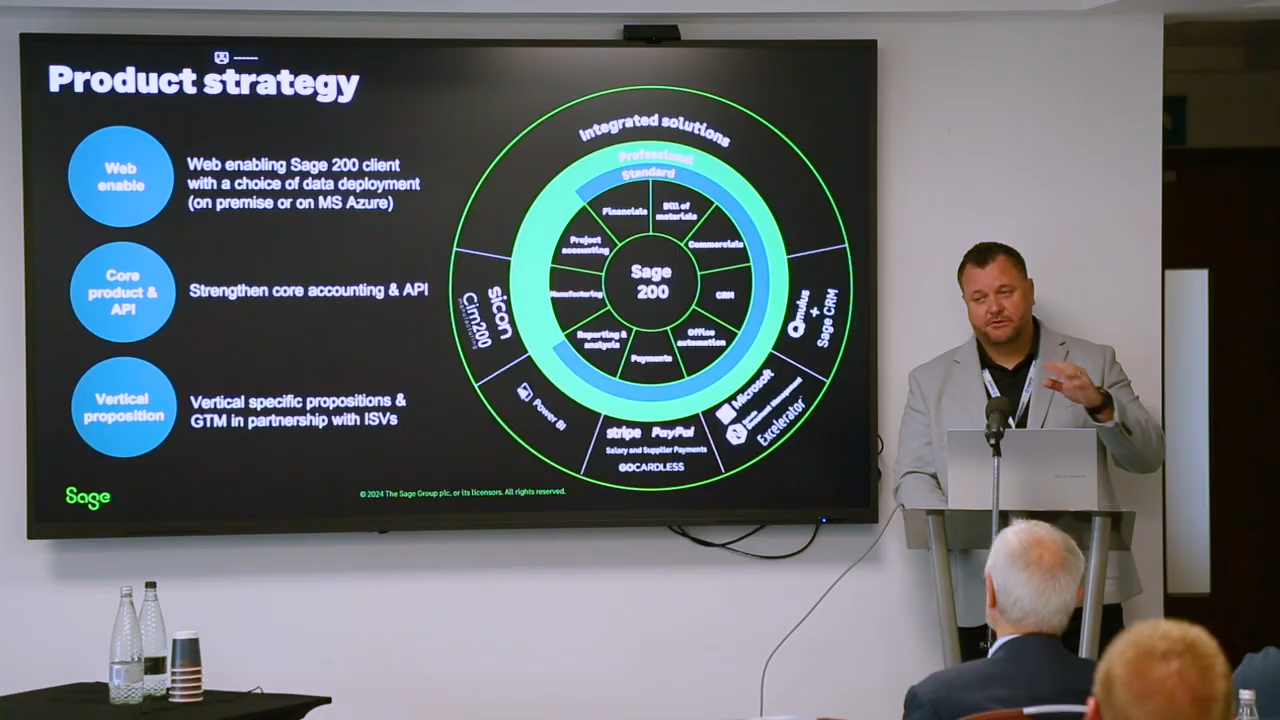 Product strategy
Web
enable
Web enabling Sage 200 client
with a choice of data deployment
(on premise or on MS Azure)
Core
product &
API
Strengthen core accounting & API
Vertical
proposition
Vertical specific propositions &
GTM in partnership with ISVs
Sage
© 2024 The Sage Group plc, or its licensors. All rights reserved.
Integrated solutions
Professional
Standard
Financials
Bill of
materials
Project
accounting
Commercials
Sage
200
Manufacturing
CRM
Reporting &
analysis
Office
automation
Payments
sicon
Cim200
Qmulus
+
Sage CRM
Power BI
stripe PayPal
Salary and Supplier Payments
GOCARDLESS
Microsoft
Excelerator